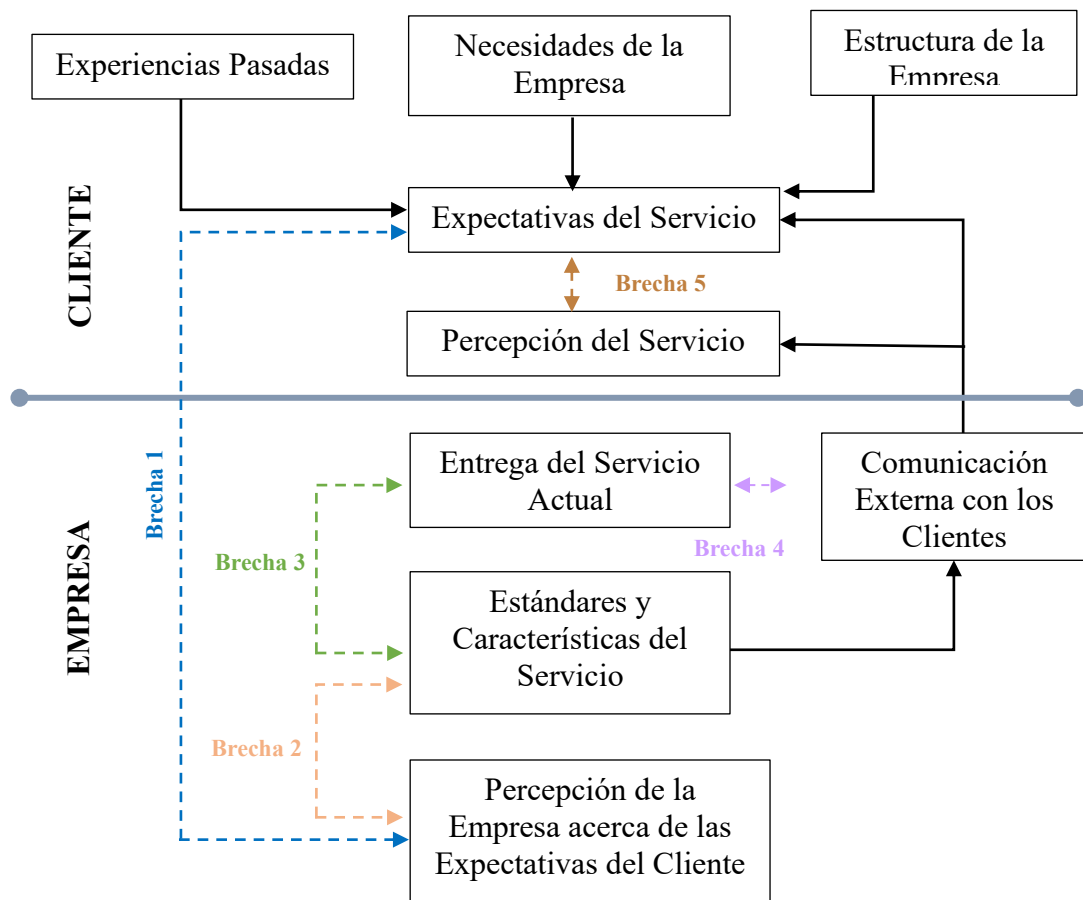 Experiencias Pasadas
Necesidades de la
Empresa
Estructura de la
Empresa
CLIENTE
Expectativas del Servicio
Brecha 5
Percepción del Servicio
Brecha 1
Entrega del Servicio
Actual
Comunicación
Externa con los
Clientes
Brecha 4
Brecha 3
EMPRESA
Estándares y
Característísticas del
Servicio
Brecha 2
Percepción de la
Empresa acerca de las
Expectativas del Cliente